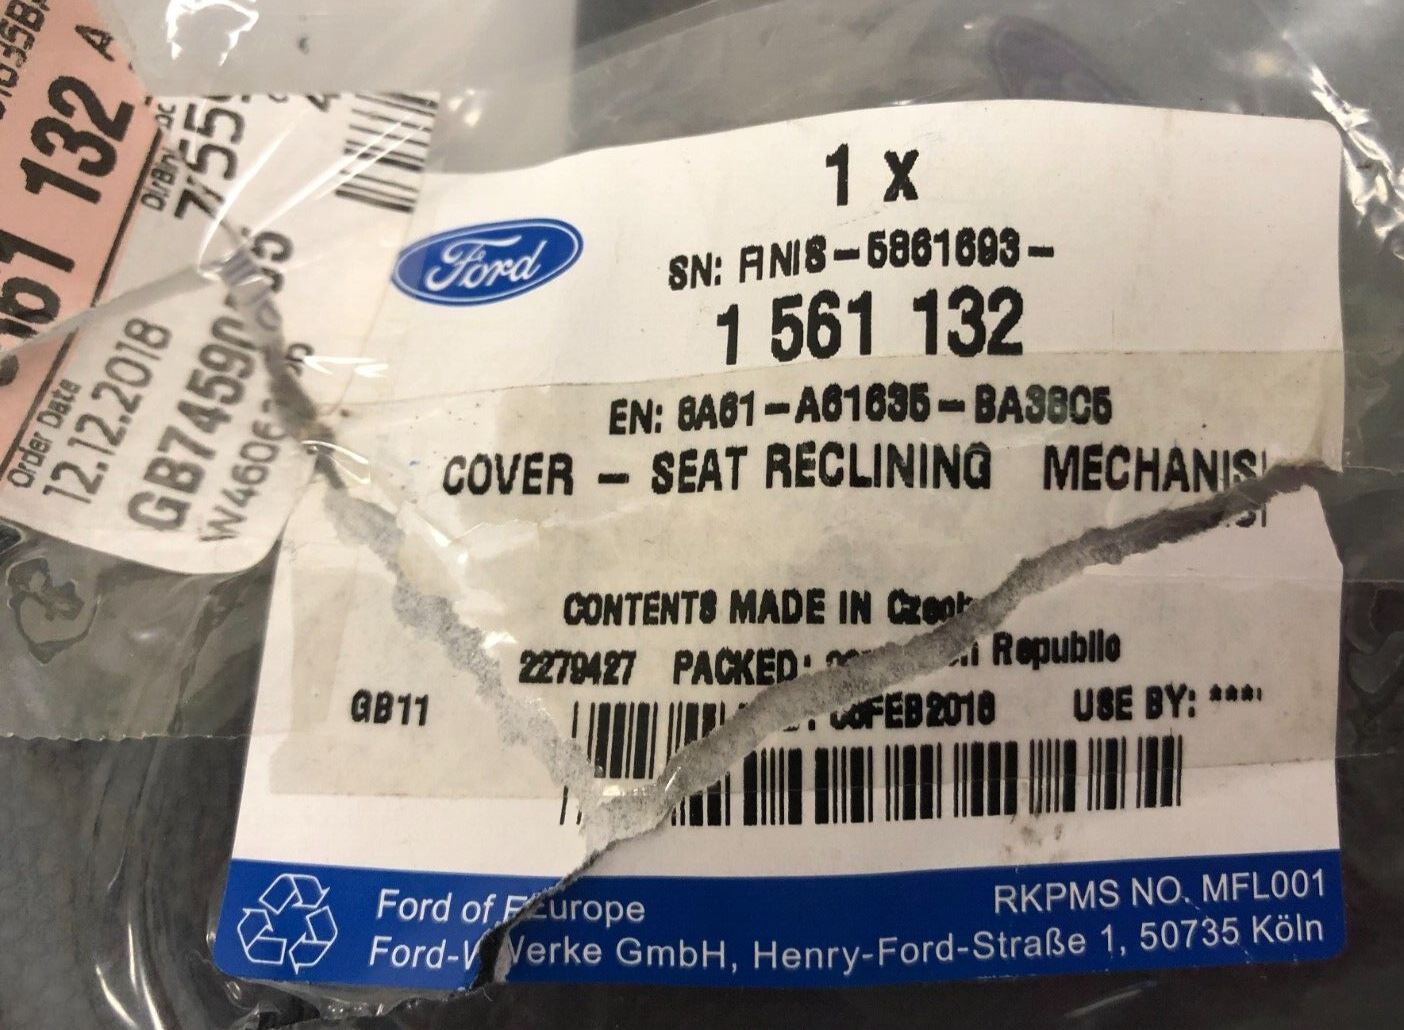 132 A
Order Date
12.12.2018
Ford
1 x
SN: FINIS-5861693-
1 561 132
EN: 8A61-A61635-BA38C5
COVER - SEAT RECLINING MECHANIS
CONTENTS MADE IN Czech Republic
2279427 PACKED: FEB2018 USE BY: ***
GB11
Ford of Europe
RKPMS NO. MFL001
Ford-Werke GmbH, Henry-Ford-Straße 1, 50735 Köln